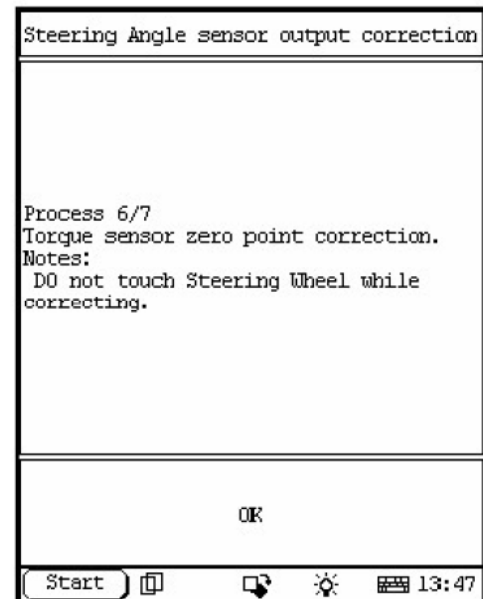 Steering Angle sensor output correction
Process 6/7
Torque sensor zero point correction.
Notes:
DO not touch Steering Wheel while
correcting.
OK
Start 13:47